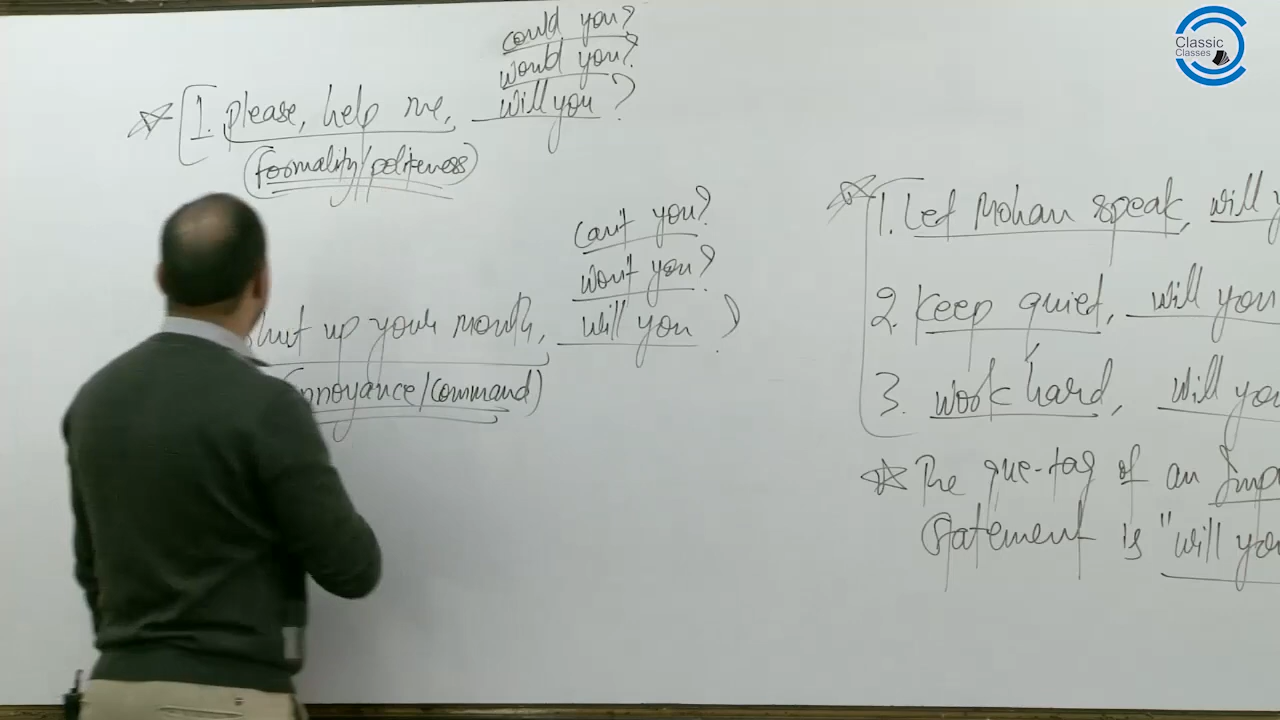 could you?
would you?
1. please, help me, will you?
(formality/politeness)
can't you?
won't you?
up your mouth, will you ?
annoyance/command)
1. Let Mohan speak, will
2. Keep quiet, will you
3. work hard, will you
The que-tag of an Imp
Statement is "will you
Classic
Classes